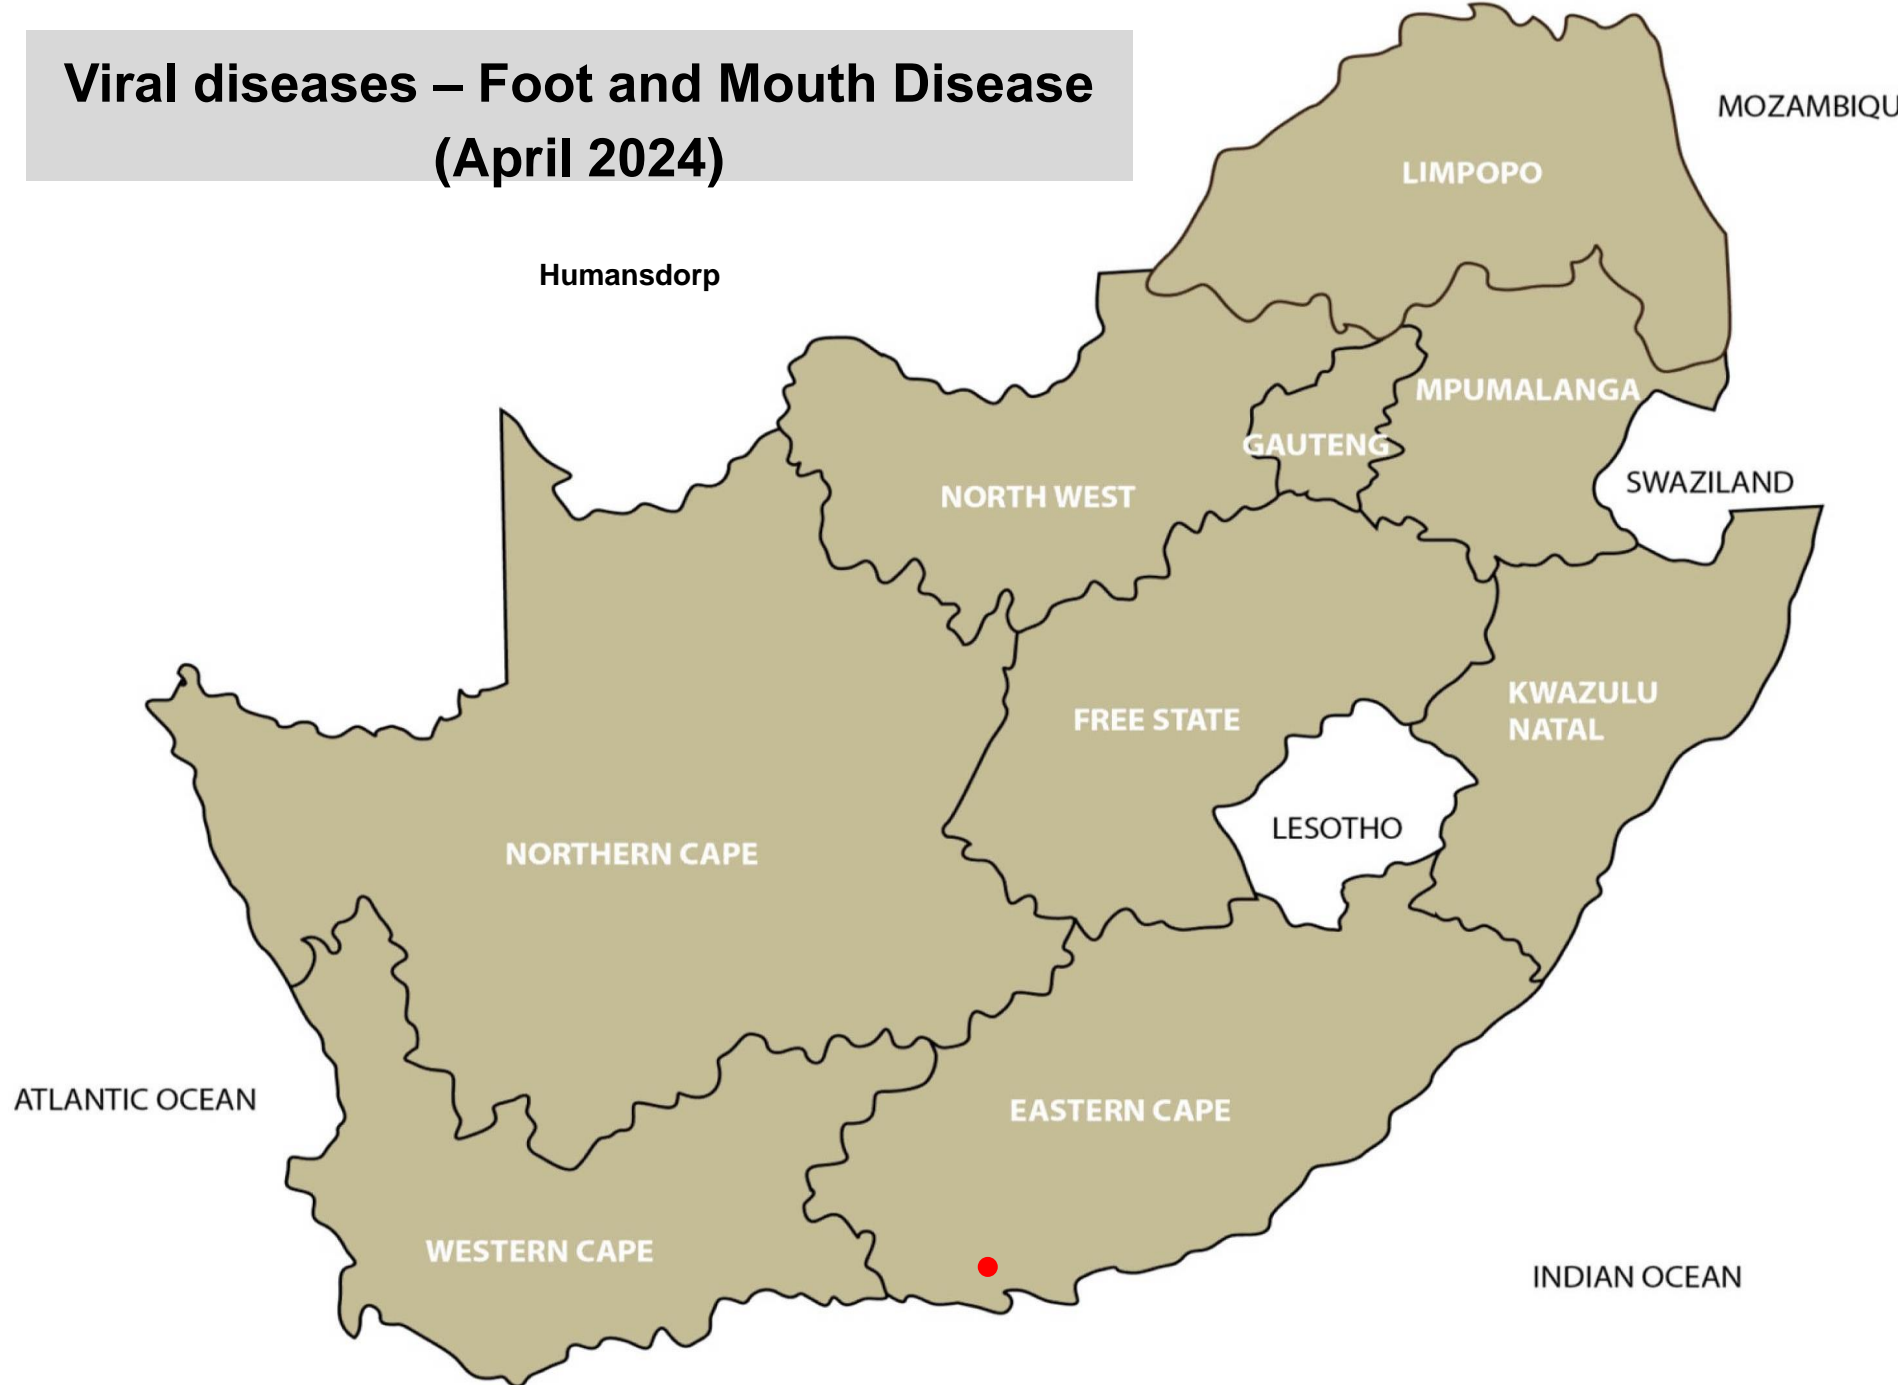 Viral diseases – Foot and Mouth Disease
(April 2024)
MOZAMBIQU
LIMPOPO
Humansdorp
MPUMALANGA
GAUTENG
SWAZILAND
NORTH WEST
KWAZULU
NATAL
FREE STATE
LESOTHO
NORTHERN CAPE
ATLANTIC OCEAN
EASTERN CAPE
WESTERN CAPE
INDIAN OCEAN